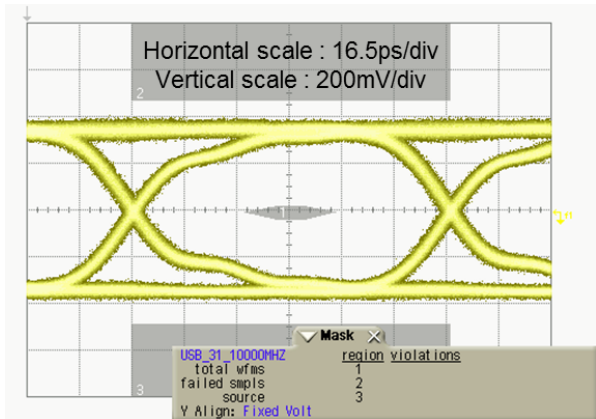 Horizontal scale : 16.5ps/div
Vertical scale : 200mV/div
2
1
Mask
USB_31_10000MHZ region violations
total wfms 1
failed smpls 2
source 3
Y Align: Fixed Volt
3